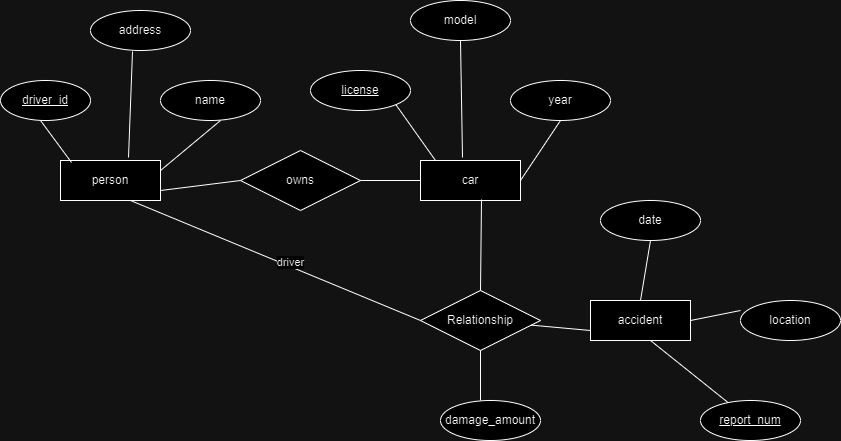 model
address
license
driver_id
name
year
person
owns
car
date
driver
Relationship
accident
location
damage_amount
report_num